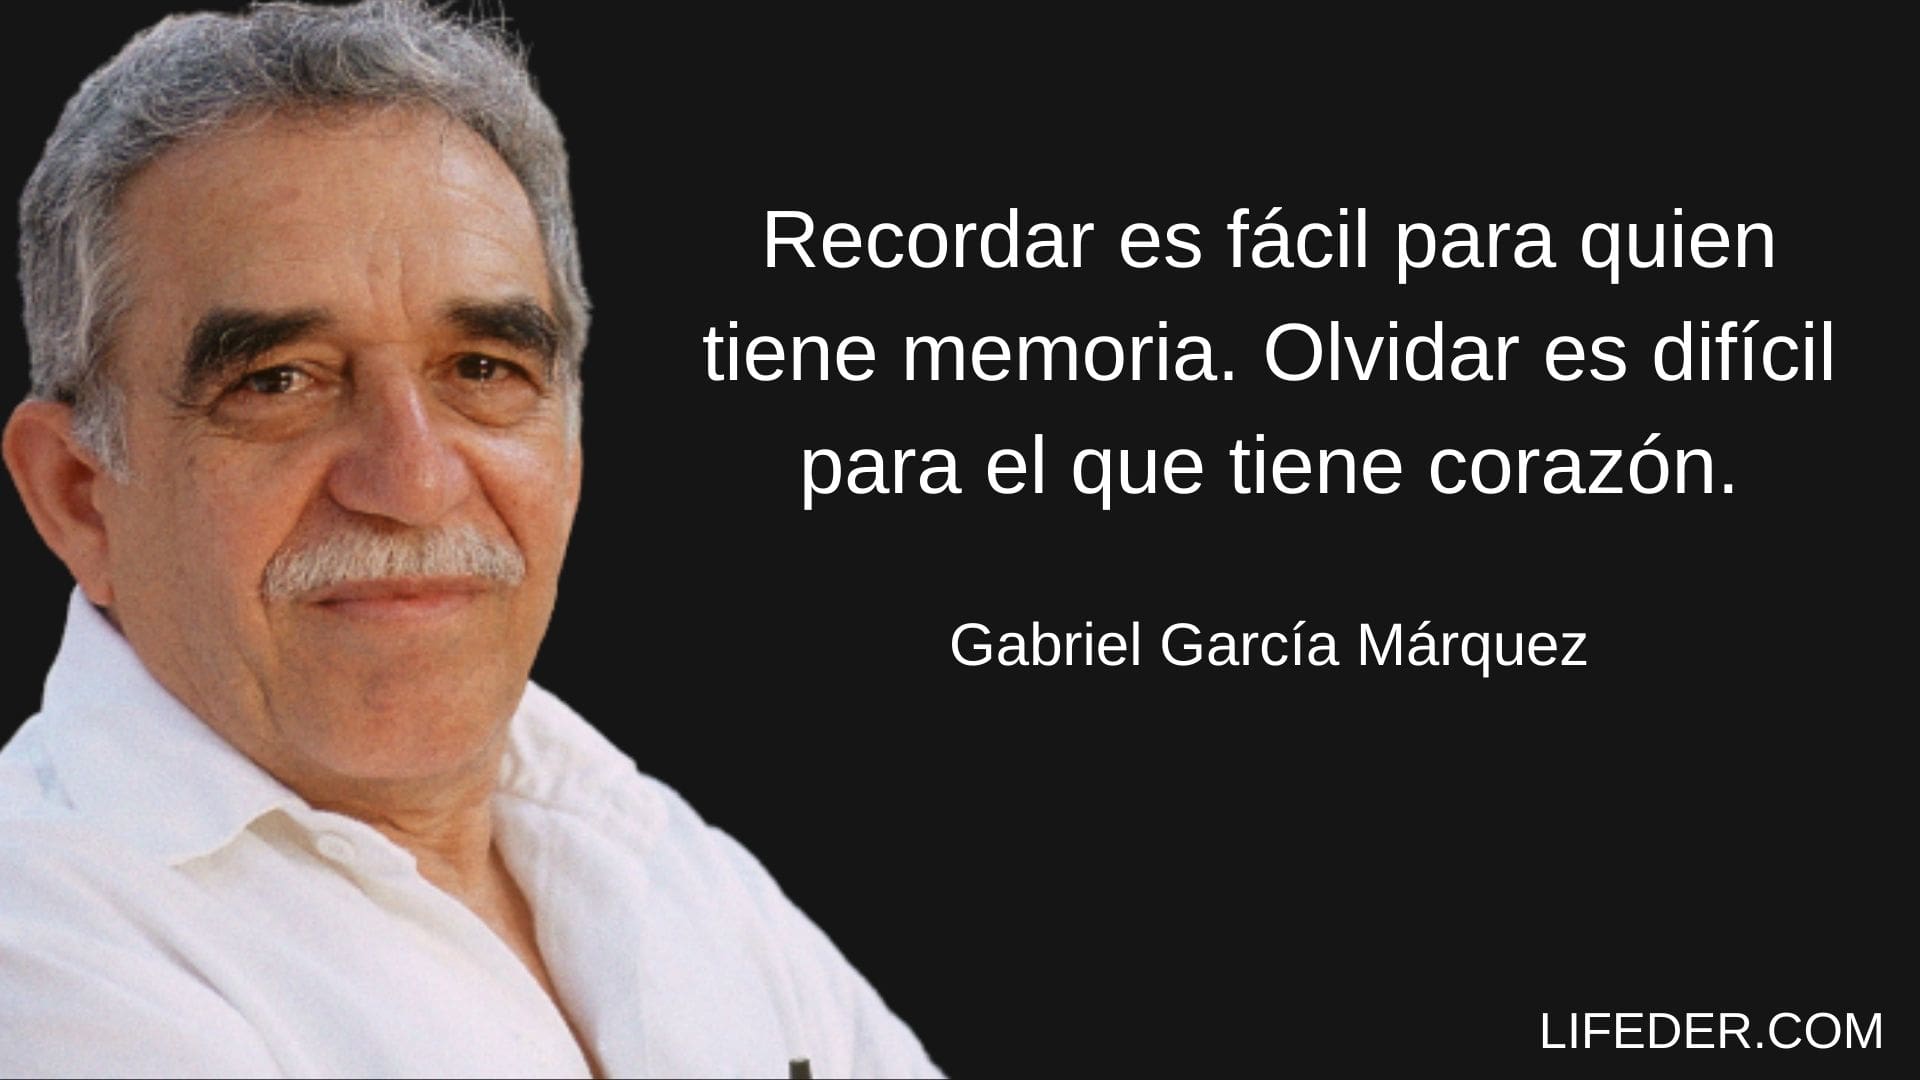 Recordar es fácil para quien
tiene memoria. Olvidar es difícil
para el que tiene corazón.
Gabriel García Márquez
LIFEDER.COM